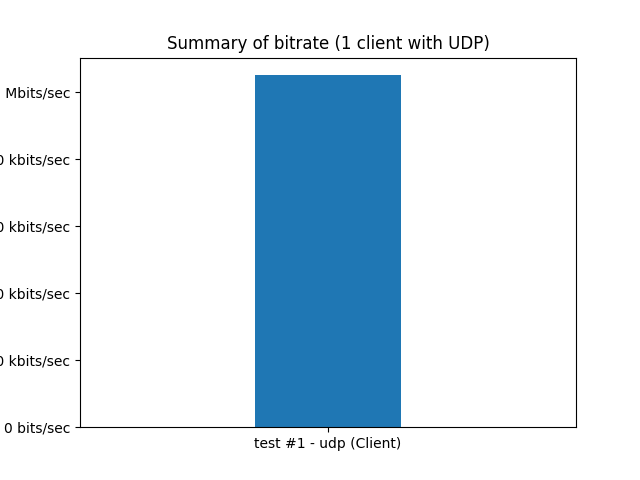 Summary of bitrate (1 client with UDP)
Mbits/sec
0 kbits/sec
0 kbits/sec
0 kbits/sec
0 kbits/sec
0 bits/sec
test #1 - udp (Client)